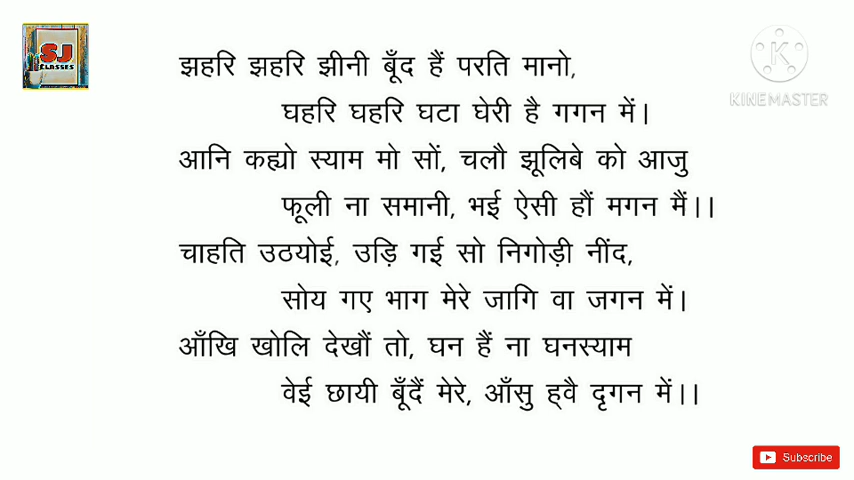 SJ
CLASSES
K
KINEMASTER
झहरि झहरि झीनी बूँद हैं परति मानो,
घहरि घहरि घटा घेरी है गगन में।
आनि कह्यो स्याम मो सों, चलौ झूलिबे को आजु
फूली ना समानी, भई ऐसी हौं मगन मैं।।
चाहति उठयोई, उड़ि गई सो निगोड़ी नींद,
सोय गए भाग मेरे जागि वा जगन में।
आँखि खोलि देखौं तो, घन हैं ना घनस्याम
वेई छायी बूँदैं मेरे, आँसु ह्वै दृगन में।।
Subscribe